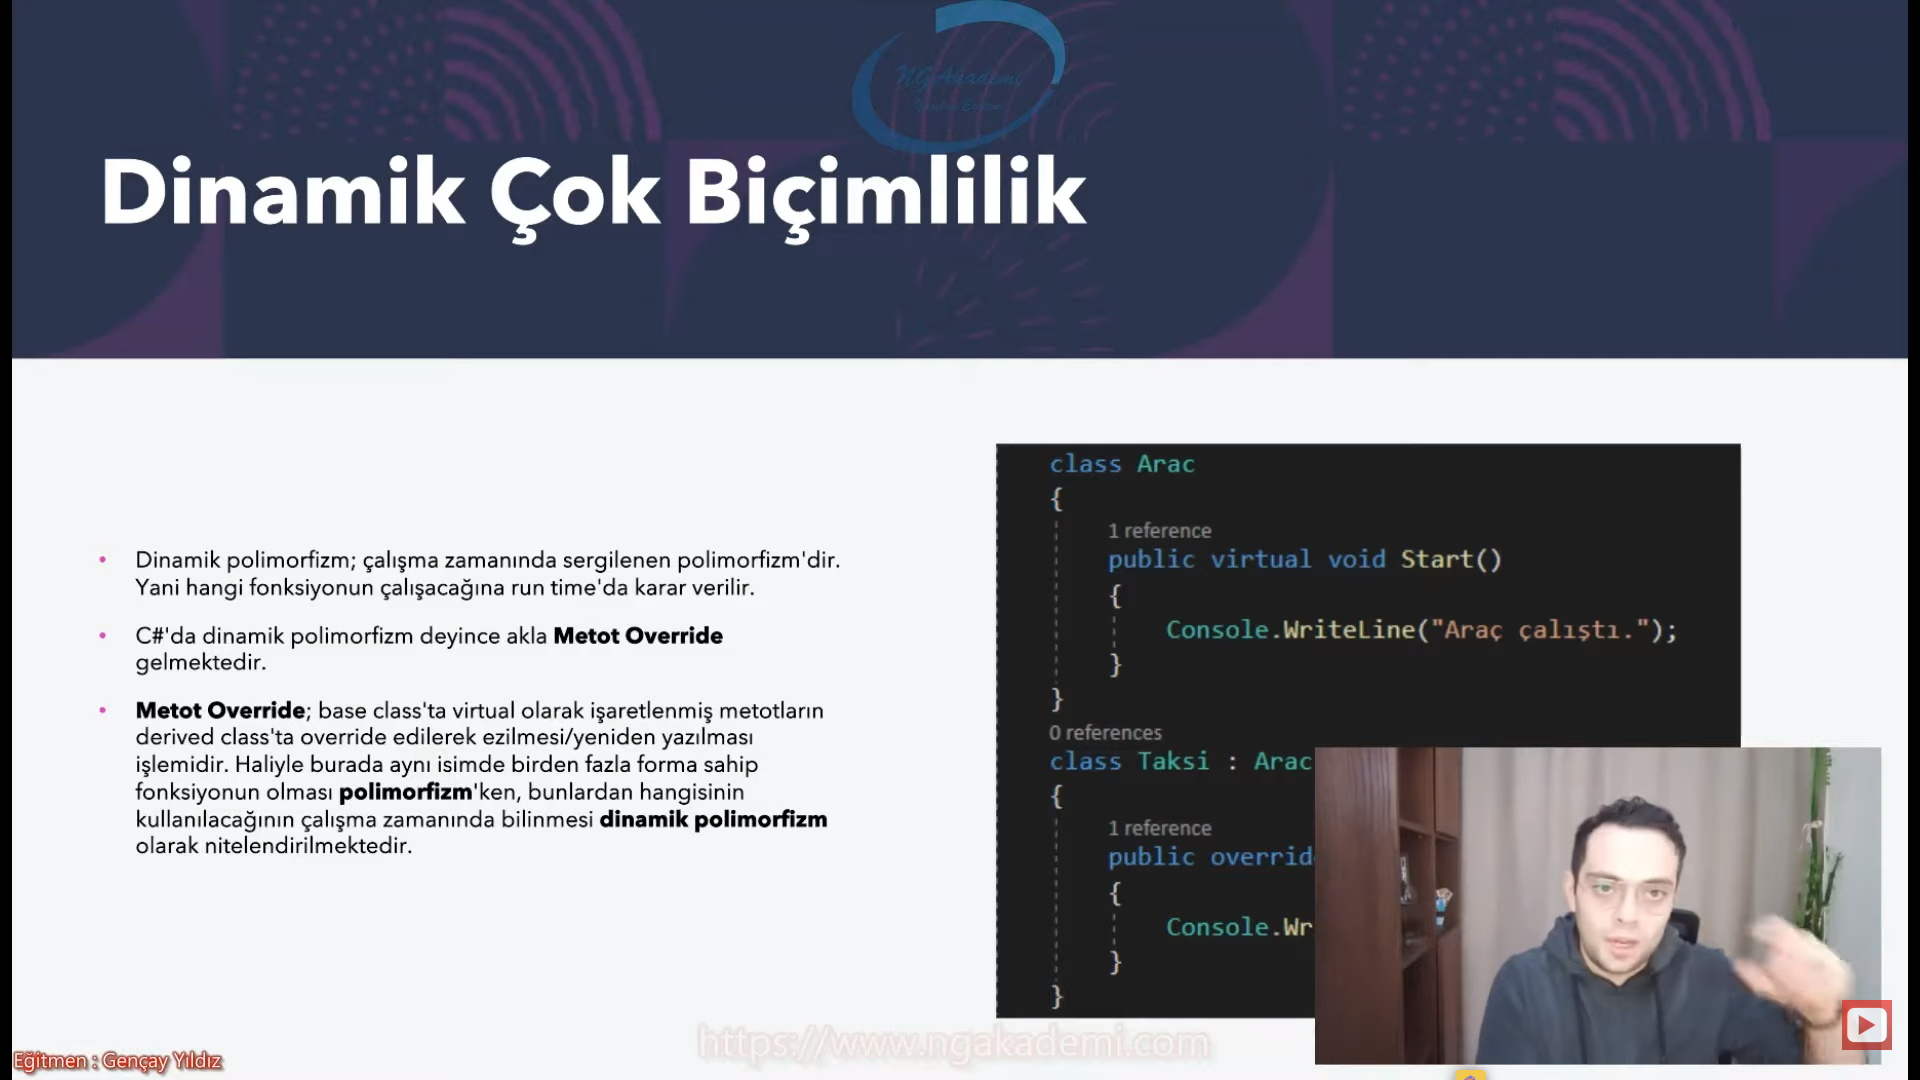 NG Akademi
Dinamik Çok Biçimlilik
• Dinamik polimorfizm; çalışma zamanında sergilenen polimorfizm'dir.
Yani hangi fonksiyonun çalışacağına run time'da karar verilir.
• C#'da dinamik polimorfizm deyince akla Metot Override
gelmektedir.
• Metot Override; base class'ta virtual olarak işaretlenmiş metotların
derived class'ta override edilerek ezilmesi/yeniden yazılması
işlemidir. Haliyle burada aynı isimde birden fazla forma sahip
fonksiyonun olması polimorfizm'ken, bunlardan hangisinin
kullanılacağının çalışma zamanında bilinmesi dinamik polimorfizm
olarak nitelendirilmektedir.
class Arac
{
1 reference
public virtual void Start()
{
Console.WriteLine("Araç çalıştı.");
}
}
0 references
class Taksi : Arac
{
1 reference
public overrid
{
Console.Wr
}
}
https://www.ngakademi.com
Eğitmen : Gençay Yıldız